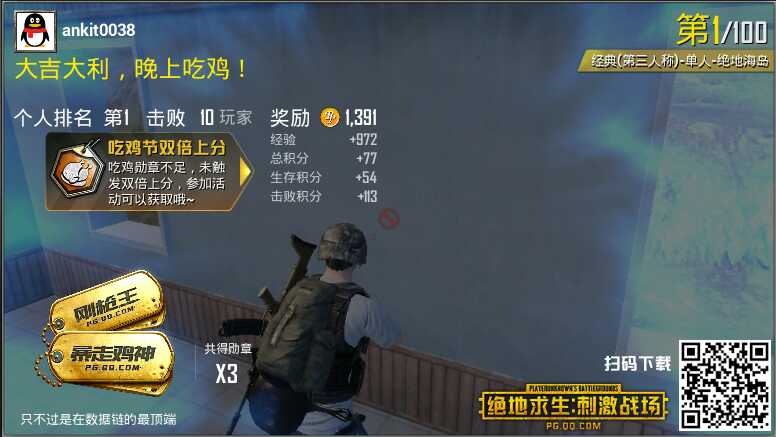 ankit0038
第1/100
大吉大利，晚上吃鸡！
经典(第三人称)-单人-绝地海岛
个人排名 第1 击败 10 玩家 奖励 1,391
吃鸡节双倍上分
吃鸡勋章不足，未触
发双倍上分，参加活
动可以获取哦~
经验 +972
总积分 +77
生存积分 +54
击败积分 +113
刚枪王
PG.QQ.COM
暴走鸡神
PG.QQ.COM
共得勋章
X3
只不过是在数据链的最顶端
扫码下载
PLAYERUNKNOWN'S BATTLEGROUNDS
绝地求生:刺激战场
PG.QQ.COM